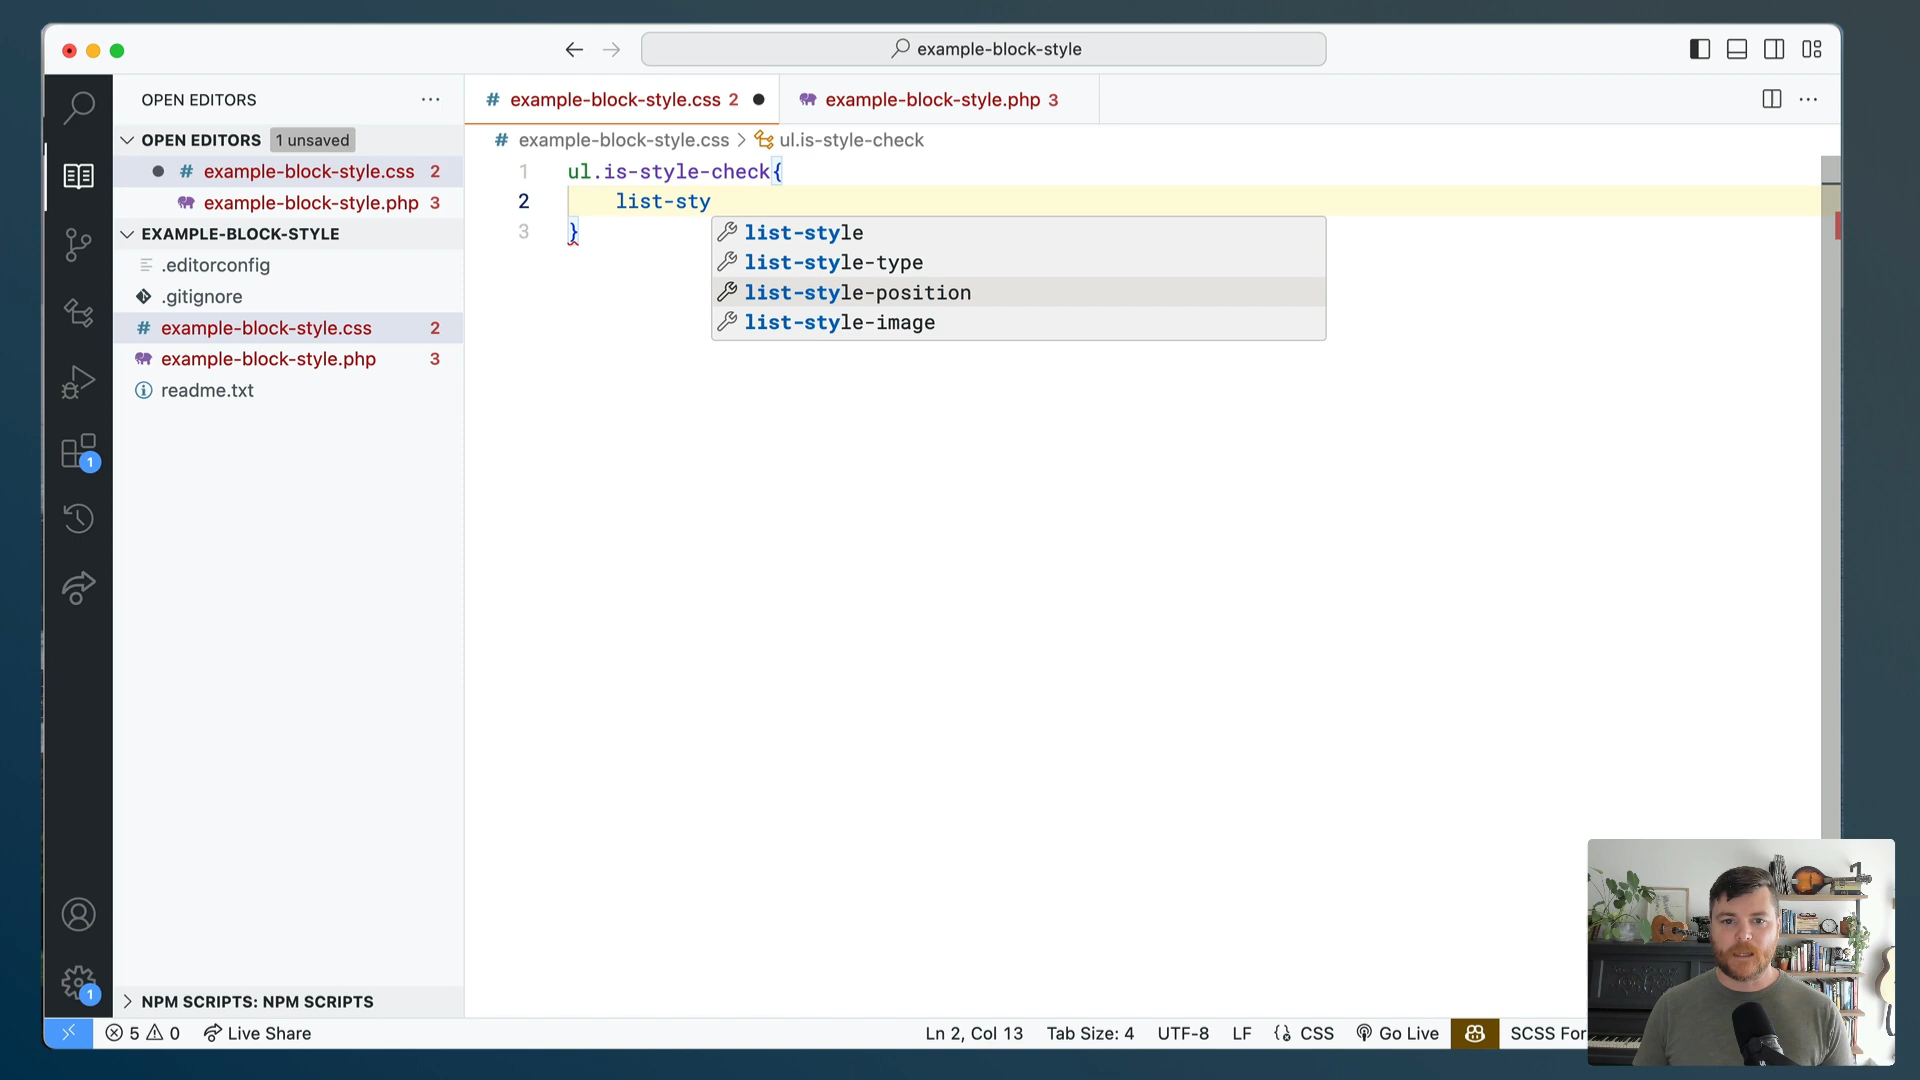 example-block-style
OPEN EDITORS
# example-block-style.css 2
example-block-style.php 3
OPEN EDITORS 1 unsaved
# example-block-style.css > ul.is-style-check
# example-block-style.css 2
example-block-style.php 3
EXAMPLE-BLOCK-STYLE
.editorconfig
.gitignore
# example-block-style.css 2
example-block-style.php 3
readme.txt
1 ul.is-style-check{
2 list-sty
3 }
list-style
list-style-type
list-style-position
list-style-image
1
1
NPM SCRIPTS: NPM SCRIPTS
5 0 Live Share
Ln 2, Col 13 Tab Size: 4 UTF-8 LF CSS Go Live SCSS For